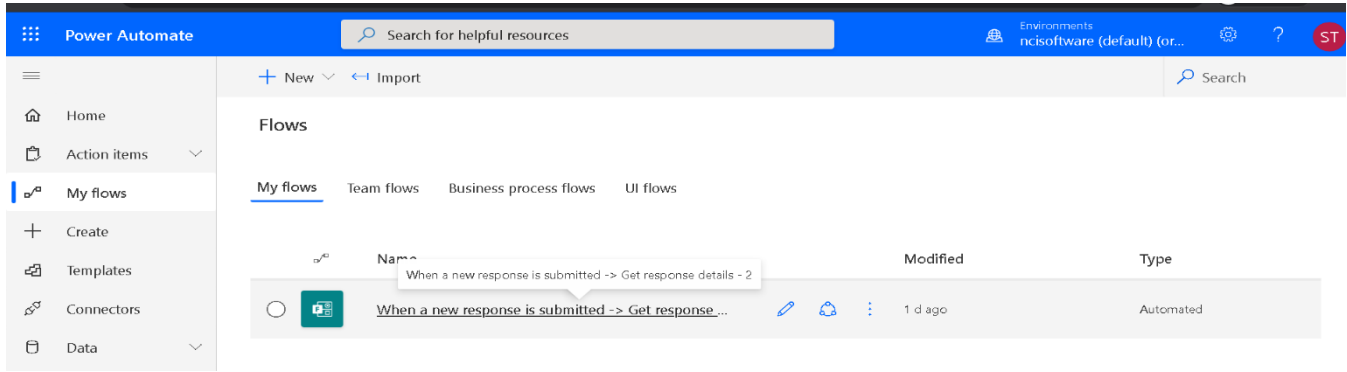 Power Automate
Search for helpful resources
Environments
ncisoftware (default) (or...
?
ST
New
Import
Search
Home
Flows
Action items
My flows
My flows Team flows Business process flows UI flows
Create
Templates
Name Modified Type
When a new response is submitted -> Get response details - 2
Connectors
When a new response is submitted -> Get response ...
1 d ago
Automated
Data